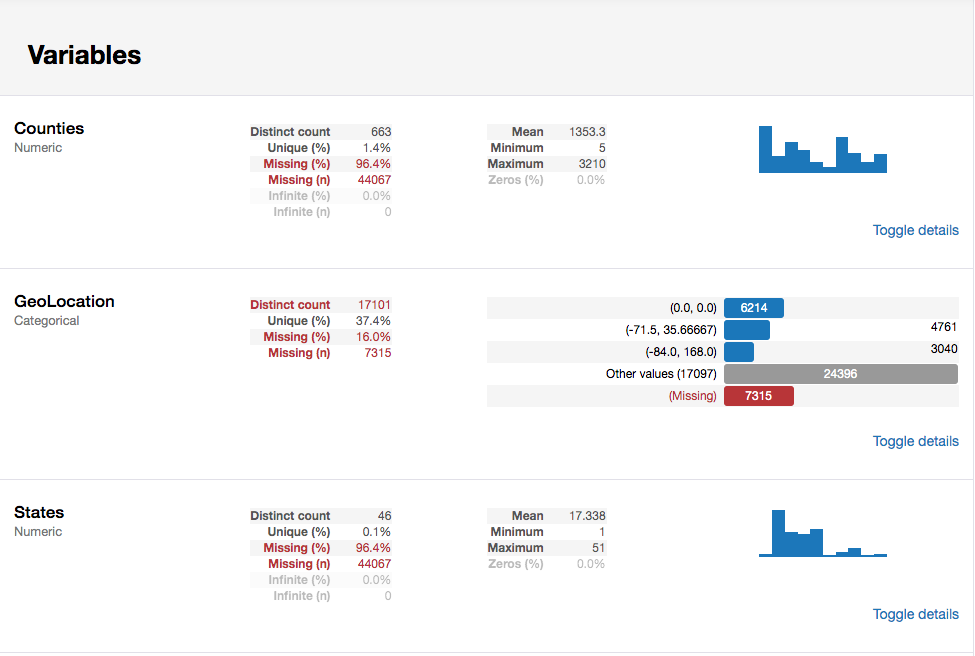 Variables
Counties
Numeric
Distinct count 663
Unique (%) 1.4%
Missing (%) 96.4%
Missing (n) 44067
Infinite (%) 0.0%
Infinite (n) 0
Mean 1353.3
Minimum 5
Maximum 3210
Zeros (%) 0.0%
Toggle details
GeoLocation
Categorical
Distinct count 17101
Unique (%) 37.4%
Missing (%) 16.0%
Missing (n) 7315
(0.0, 0.0) 6214
(-71.5, 35.66667) 4761
(-84.0, 168.0) 3040
Other values (17097) 24396
(Missing) 7315
Toggle details
States
Numeric
Distinct count 46
Unique (%) 0.1%
Missing (%) 96.4%
Missing (n) 44067
Infinite (%) 0.0%
Infinite (n) 0
Mean 17.338
Minimum 1
Maximum 51
Zeros (%) 0.0%
Toggle details